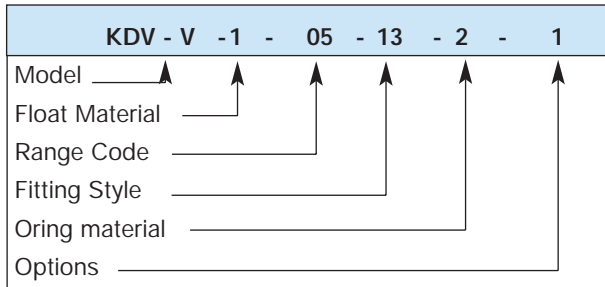 KDV - V - 1 - 05 - 13 - 2 - 1
Model
Float Material
Range Code
Fitting Style
Oring material
Options